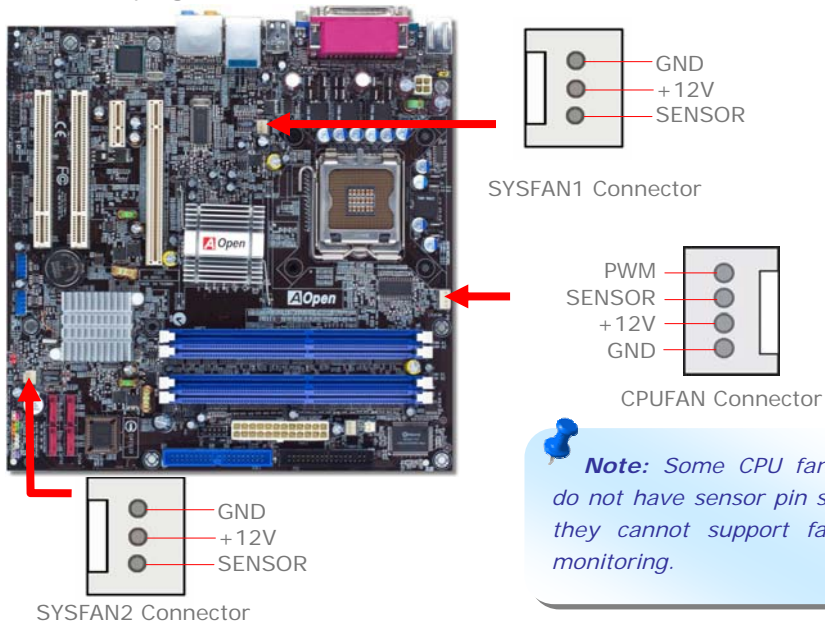 GND
+12V
SENSOR
SYSFAN1 Connector
AOpen
AOpen
PWM
SENSOR
+12V
GND
CPUFAN Connector
Note: Some CPU fan
do not have sensor pin s
they cannot support fa
monitoring.
GND
+12V
SENSOR
SYSFAN2 Connector